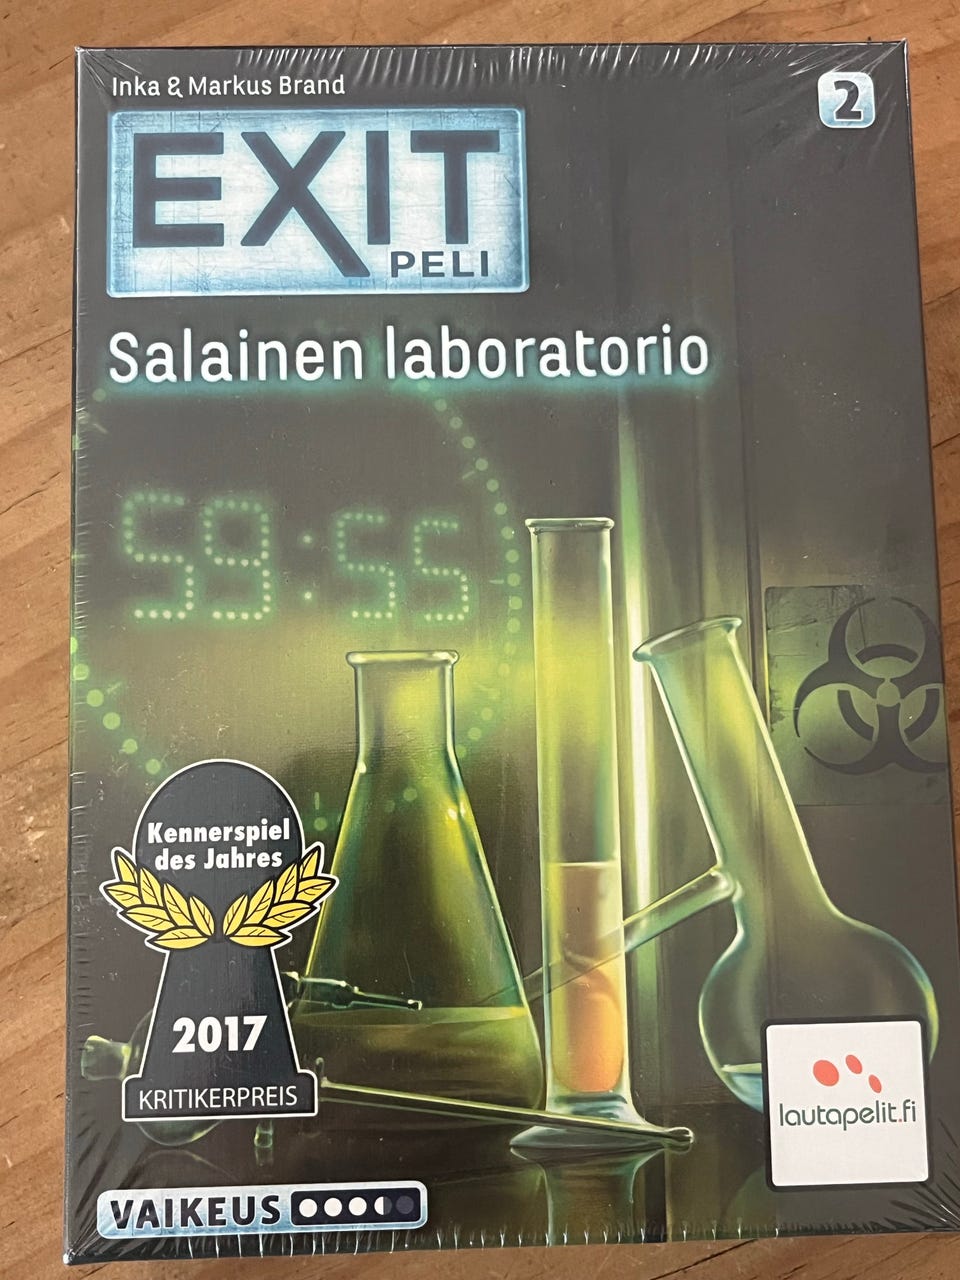 Inka & Markus Brand
2
EXIT
PELI
Salainen laboratorio
59:55
Kennerspiel
des Jahres
2017
KRITIKERPREIS
lautapelit.fi
VAIKEUS